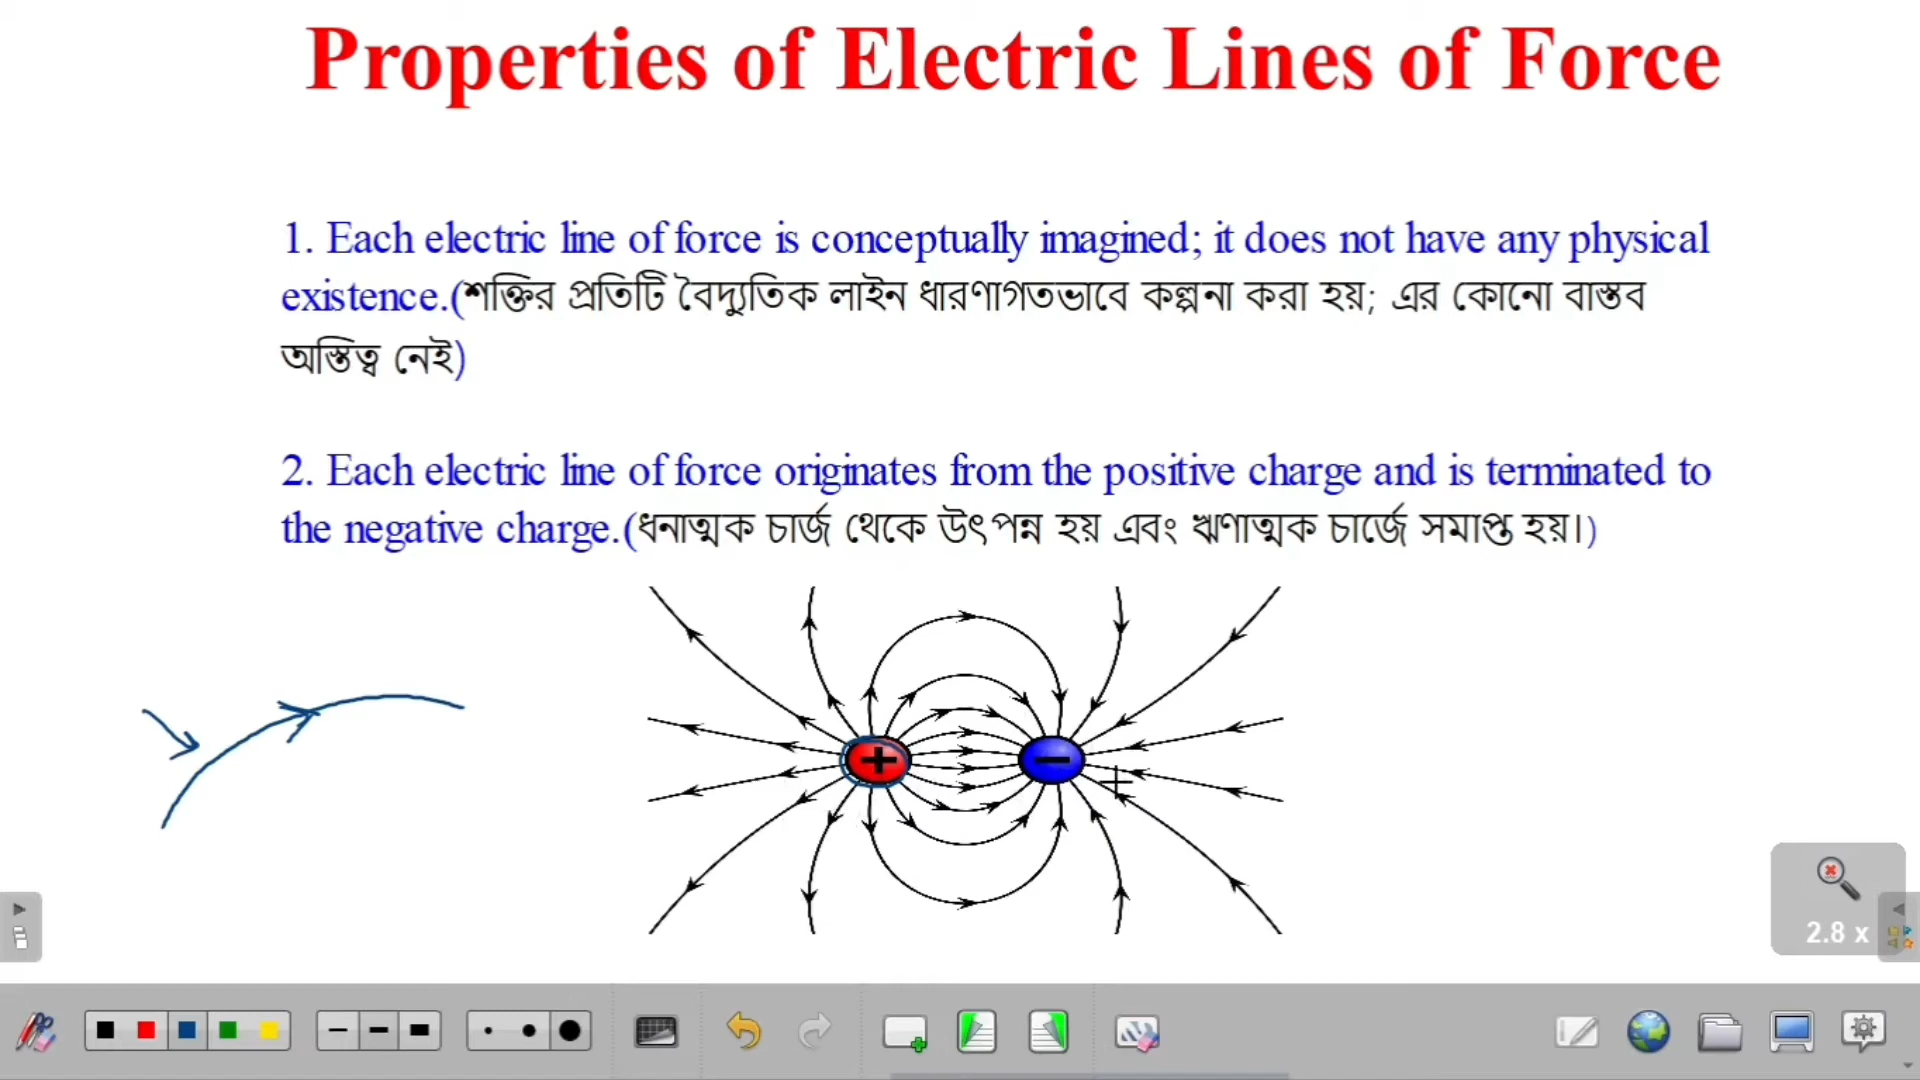 Properties of Electric Lines of Force
1. Each electric line of force is conceptually imagined; it does not have any physical
existence.(শক্তির প্রতিটি বৈদ্যুতিক লাইন ধারণাগতভাবে কল্পনা করা হয়; এর কোনো বাস্তব
অস্তিত্ব নেই)
2. Each electric line of force originates from the positive charge and is terminated to
the negative charge.(ধনাত্মক চার্জ থেকে উৎপন্ন হয় এবং ঋণাত্মক চার্জে সমাপ্ত হয়।)
+ −
2.8 x